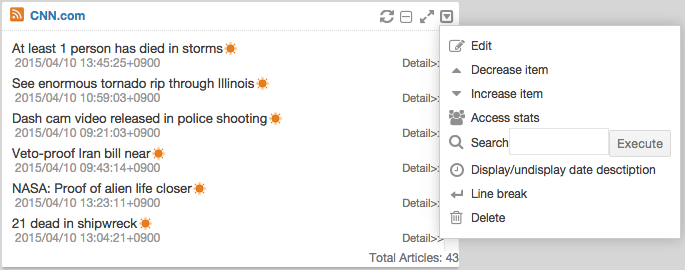 CNN.com
At least 1 person has died in storms
2015/04/10 13:45:25+0900
Detail>>
See enormous tornado rip through Illinois
2015/04/10 10:59:03+0900
Detail>>
Dash cam video released in police shooting
2015/04/10 09:21:03+0900
Detail>>
Veto-proof Iran bill near
2015/04/10 09:43:14+0900
Detail>>
NASA: Proof of alien life closer
2015/04/10 13:23:11+0900
Detail>>
21 dead in shipwreck
2015/04/10 13:04:21+0900
Detail>>
Total Articles: 43
Edit
Decrease item
Increase item
Access stats
Search Execute
Display/undisplay date desctiption
Line break
Delete